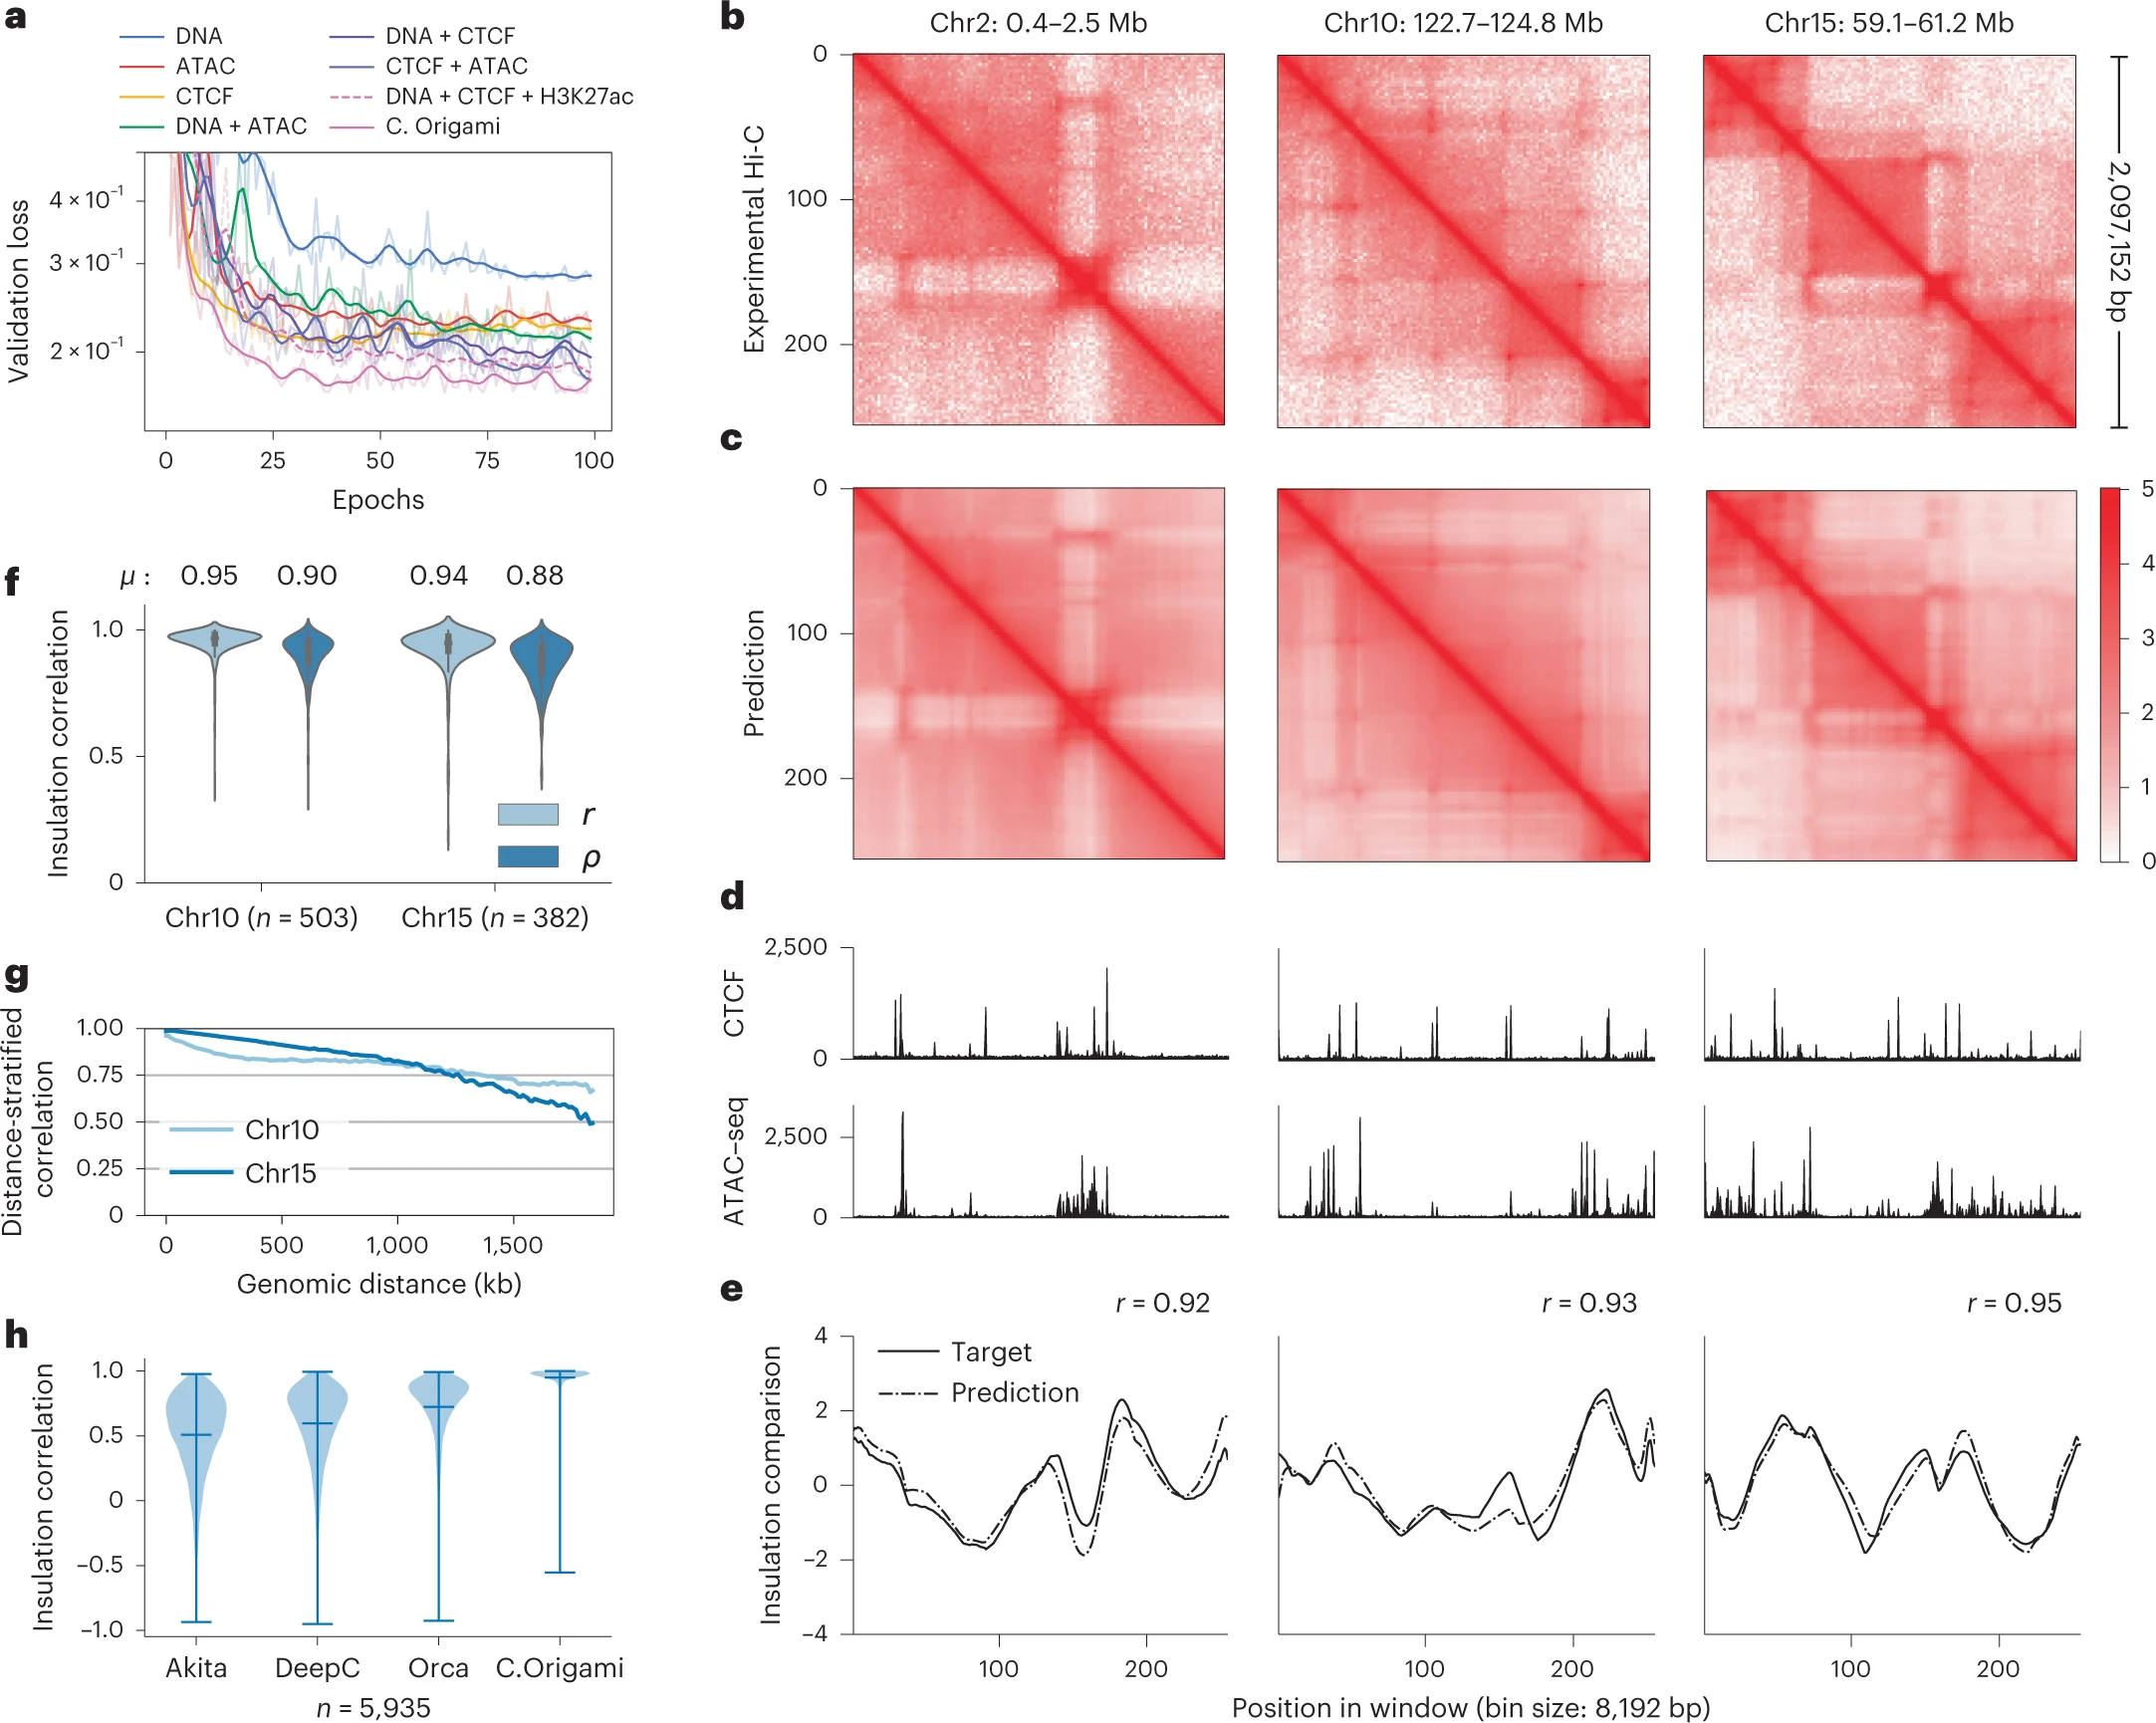 a
DNA
ATAC
CTCF
DNA + ATAC
DNA + CTCF
CTCF + ATAC
DNA + CTCF + H3K27ac
C. Origami
Validation loss
4 × 10⁻¹
3 × 10⁻¹
2 × 10⁻¹
0 25 50 75 100
Epochs
b
Chr2: 0.4–2.5 Mb
Chr10: 122.7–124.8 Mb
Chr15: 59.1–61.2 Mb
Experimental Hi-C
0
100
200
2,097,152 bp
c
Prediction
0
100
200
5
4
3
2
1
0
d
CTCF
2,500
0
ATAC–seq
2,500
0
e
r = 0.92
r = 0.93
r = 0.95
Target
Prediction
Insulation comparison
4
2
0
–2
–4
100 200
100 200
100 200
Position in window (bin size: 8,192 bp)
f
μ : 0.95 0.90 0.94 0.88
Insulation correlation
1.0
0.5
0
r
ρ
Chr10 (n = 503)
Chr15 (n = 382)
g
Distance-stratified
correlation
1.00
0.75
0.50
0.25
0
Chr10
Chr15
0 500 1,000 1,500
Genomic distance (kb)
h
Insulation correlation
1.0
0.5
0
–0.5
–1.0
Akita DeepC Orca C.Origami
n = 5,935